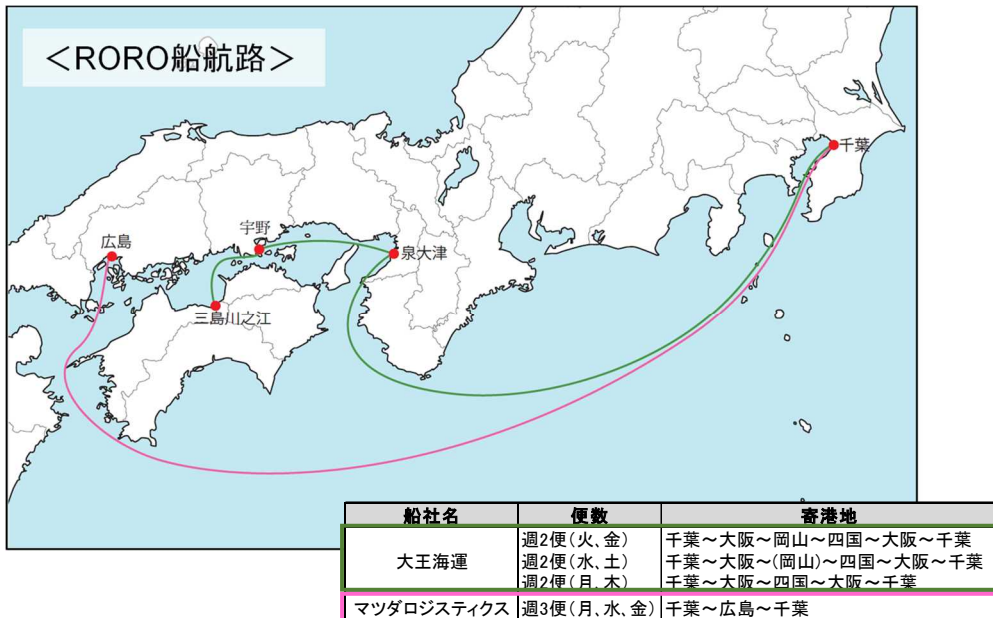 ＜RORO船航路＞
千葉
宇野
広島
泉大津
三島川之江
船社名 便数 寄港地
大王海運
週2便(火、金) 千葉～大阪～岡山～四国～大阪～千葉
週2便(水、土) 千葉～大阪～(岡山)～四国～大阪～千葉
週2便(月、木) 千葉～大阪～四国～大阪～千葉
マツダロジスティクス 週3便(月、水、金) 千葉～広島～千葉